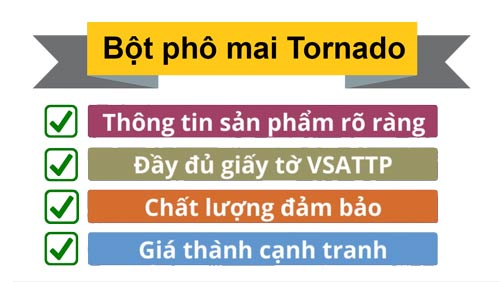 Bột phô mai Tornado
Thông tin sản phẩm rõ ràng
Đầy đủ giấy tờ VSATTP
Chất lượng đảm bảo
Giá thành cạnh tranh